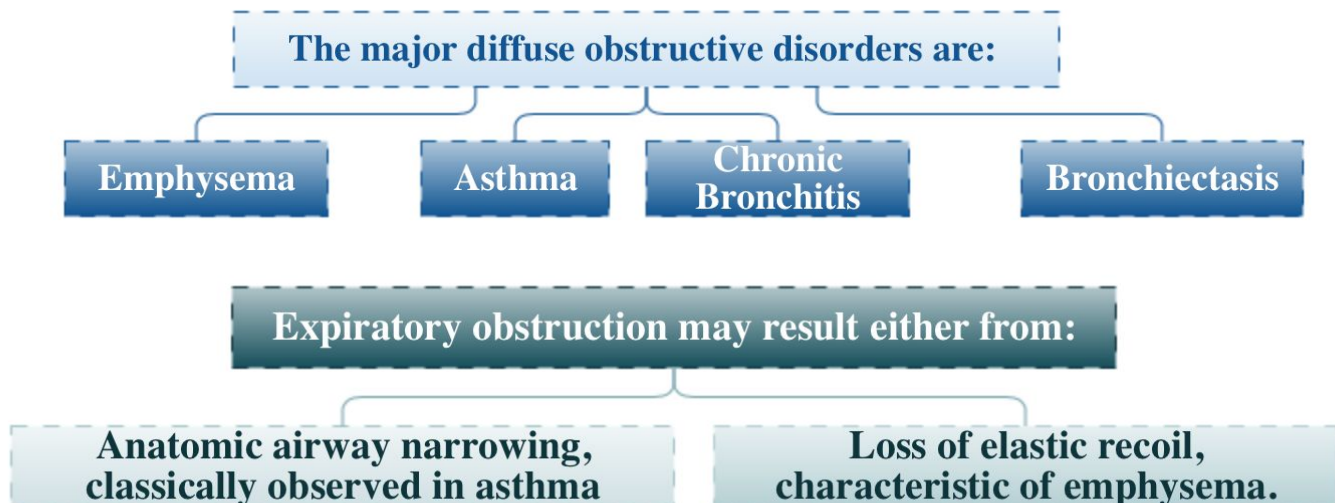 The major diffuse obstructive disorders are:
Emphysema
Asthma
Chronic
Bronchitis
Bronchiectasis
Expiratory obstruction may result either from:
Anatomic airway narrowing,
classically observed in asthma
Loss of elastic recoil,
characteristic of emphysema.